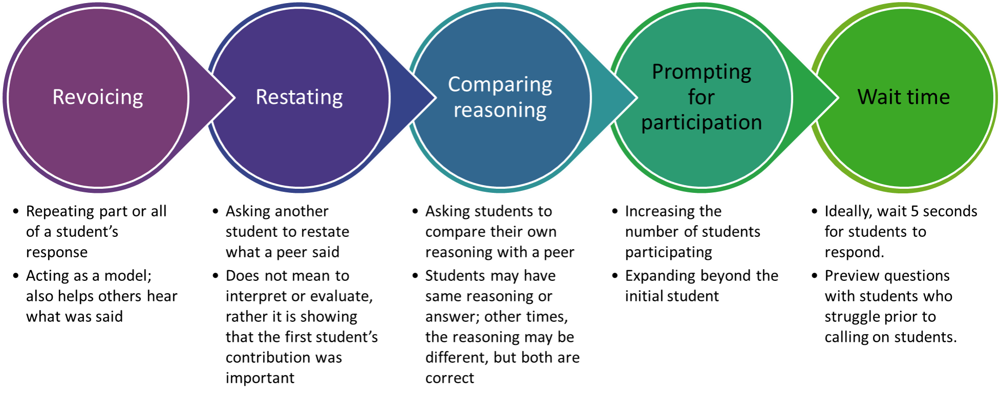 Revoicing
Restating
Comparing
reasoning
Prompting
for
participation
Wait time
• Repeating part or all
of a student’s
response
• Acting as a model;
also helps others hear
what was said
• Asking another
student to restate
what a peer said
• Does not mean to
interpret or evaluate,
rather it is showing
that the first student’s
contribution was
important
• Asking students to
compare their own
reasoning with a peer
• Students may have
same reasoning or
answer; other times,
the reasoning may be
different, but both are
correct
• Increasing the
number of students
participating
• Expanding beyond the
initial student
• Ideally, wait 5 seconds
for students to
respond.
• Preview questions
with students who
struggle prior to
calling on students.